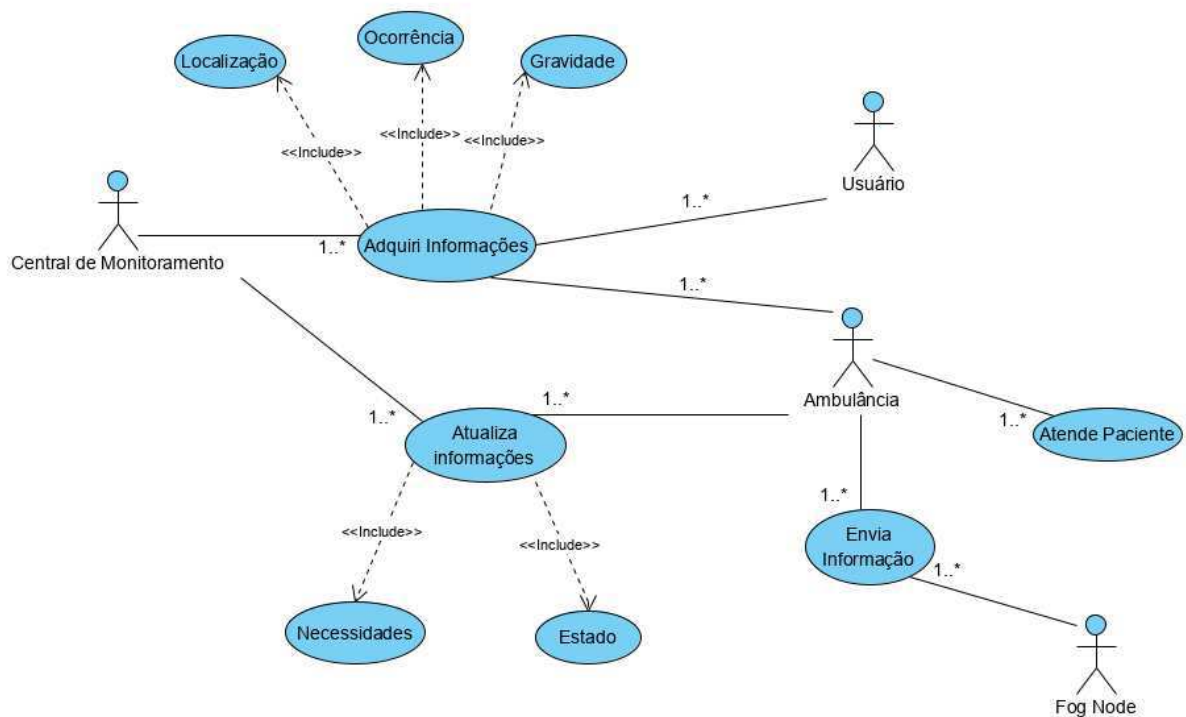 Ocorrência
Localização
Gravidade
<<Include>>
<<Include>>
<<Include>>
Usuário
1..*
1..*
Adquiri Informações
Central de Monitoramento
1..*
Ambulância
1..*
1..*
1..*
Atende Paciente
Atualiza
informações
1..*
<<Include>>
<<Include>>
Envia
Informação
1..*
Necessidades
Estado
Fog Node